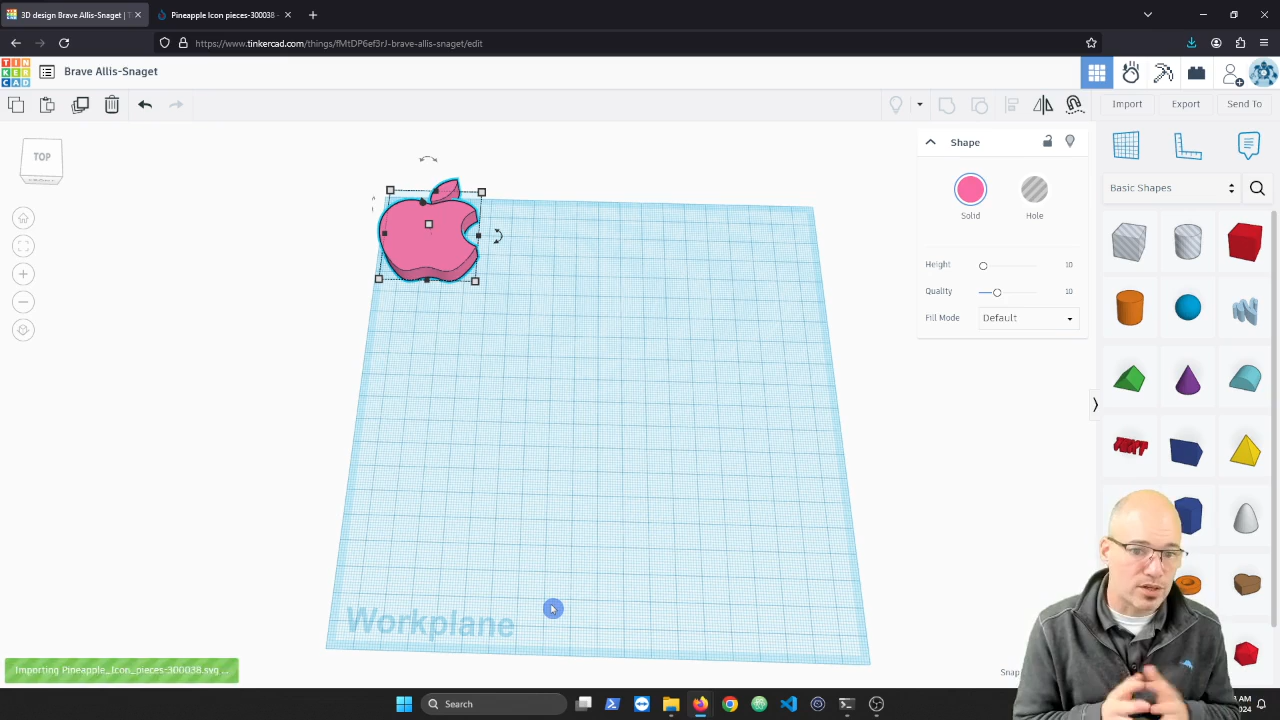 3D design Brave Allis-Snaget | T
Pineapple Icon pieces-300038 -
https://www.tinkercad.com/things/fMtDP6ef3rJ-brave-allis-snaget/edit
TIN
KER
CAD
Brave Allis-Snaget
Import
Export
Send To
TOP
Shape
Solid
Hole
Basic Shapes
Height
10
Quality
10
Fill Mode
Default
Workplane
Importing Pineapple_Icon_pieces-300038.svg ...
Snap
Search
AM
2024